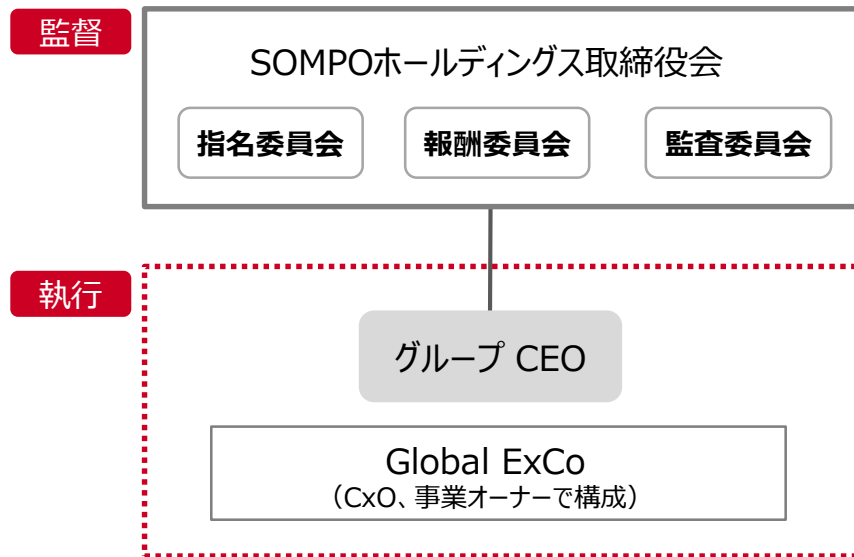 監督
SOMPOホールディングス取締役会
指名委員会
報酬委員会
監査委員会
執行
グループ CEO
Global ExCo
（CxO、事業オーナーで構成）